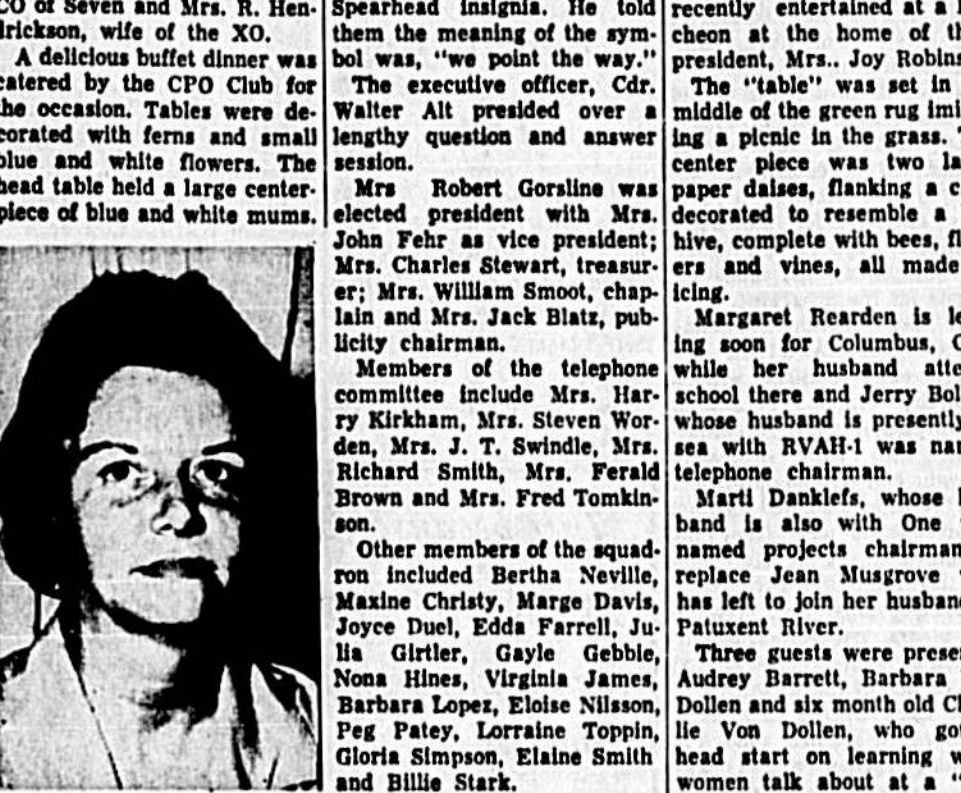 CO of Seven and Mrs. R. Hen-
drickson, wife of the XO.
A delicious buffet dinner was
catered by the CPO Club for
the occasion. Tables were de-
corated with ferns and small
blue and white flowers. The
head table held a large center-
piece of blue and white mums.
Spearhead insignia. He told
them the meaning of the sym-
bol was, "we point the way."
The executive officer, Cdr.
Walter Alt presided over a
lengthy question and answer
session.
Mrs Robert Gorsline was
elected president with Mrs.
John Fehr as vice president;
Mrs. Charles Stewart, treasur-
er; Mrs. William Smoot, chap-
lain and Mrs. Jack Blatz, pub-
licity chairman.
Members of the telephone
committee include Mrs. Har-
ry Kirkham, Mrs. Steven Wor-
den, Mrs. J. T. Swindle, Mrs.
Richard Smith, Mrs. Ferald
Brown and Mrs. Fred Tomkin-
son.
Other members of the squad-
ron included Bertha Neville,
Maxine Christy, Marge Davis,
Joyce Duel, Edda Farrell, Ju-
lia Girtler, Gayle Gebbie,
Nona Hines, Virginia James,
Barbara Lopez, Eloise Nilsson,
Peg Patey, Lorraine Toppin,
Gloria Simpson, Elaine Smith
and Billie Stark.
recently entertained at a
cheon at the home of
president, Mrs.. Joy Robins
The "table" was set in
middle of the green rug imi
ing a picnic in the grass.
center piece was two la
paper daises, flanking a c
decorated to resemble a
hive, complete with bees, fl
ers and vines, all made
icing.
Margaret Rearden is le
ing soon for Columbus, O
while her husband atte
school there and Jerry Bol
whose husband is presently
sea with RVAH-1 was nam
telephone chairman.
Marti Danklefs, whose
band is also with One
named projects chairman
replace Jean Musgrove
has left to join her husband
Patuxent River.
Three guests were presen
Audrey Barrett, Barbara
Dollen and six month old Ch
lie Von Dollen, who go
head start on learning w
women talk about at a "